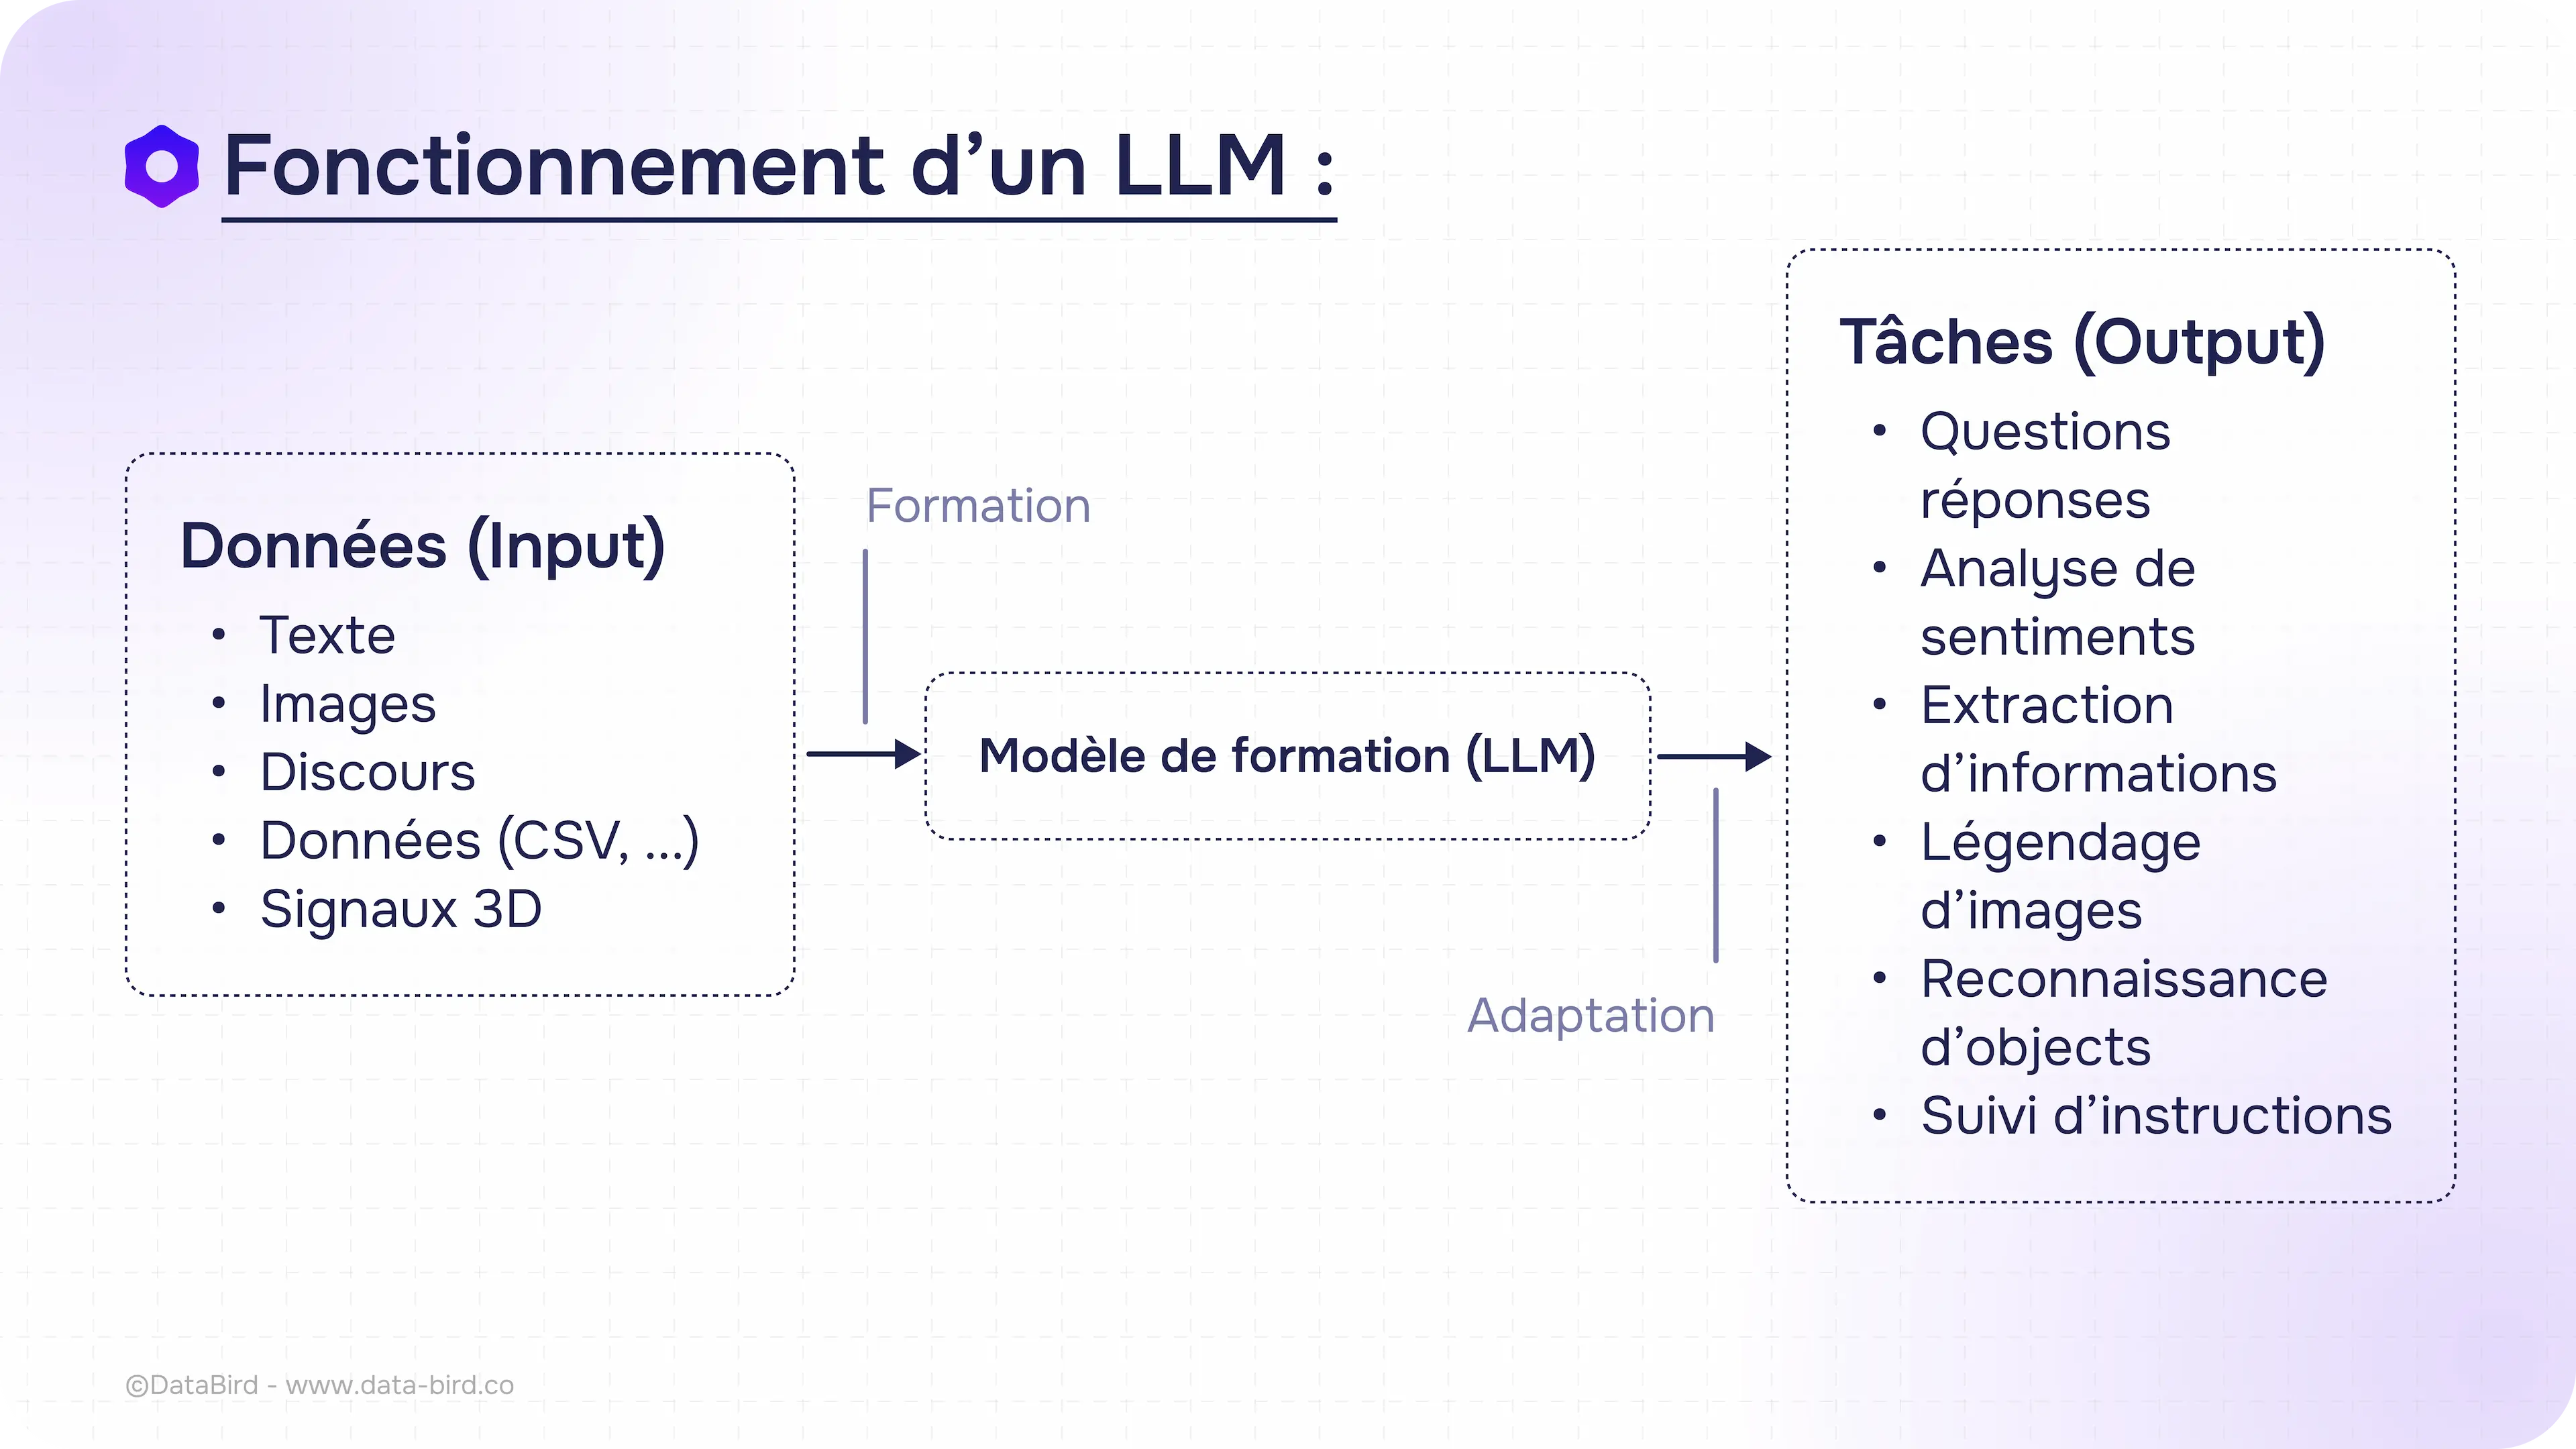 Fonctionnement d’un LLM :
Données (Input)
• Texte
• Images
• Discours
• Données (CSV, ...)
• Signaux 3D
Formation
Modèle de formation (LLM)
Adaptation
Tâches (Output)
• Questions
réponses
• Analyse de
sentiments
• Extraction
d’informations
• Légendage
d’images
• Reconnaissance
d’objects
• Suivi d’instructions
©DataBird - www.data-bird.co